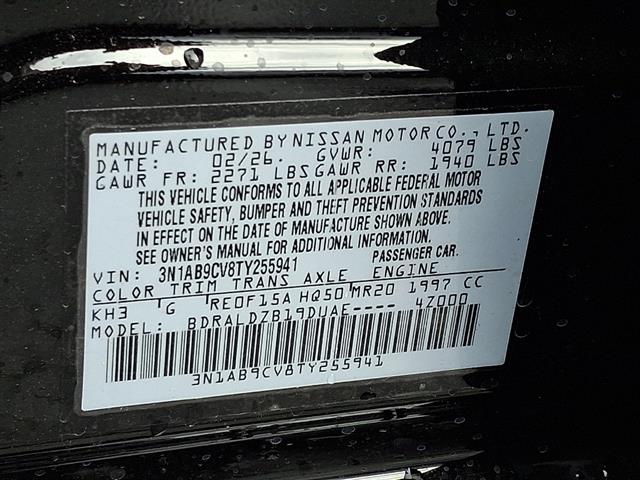 MANUFACTURED BY NISSAN MOTOR CO., LTD.
DATE: 02/26. GVWR: 4079 LBS
GAWR FR: 2271 LBS GAWR RR: 1940 LBS
THIS VEHICLE CONFORMS TO ALL APPLICABLE FEDERAL MOTOR
VEHICLE SAFETY, BUMPER AND THEFT PREVENTION STANDARDS
IN EFFECT ON THE DATE OF MANUFACTURE SHOWN ABOVE.
SEE OWNER'S MANUAL FOR ADDITIONAL INFORMATION.
VIN: 3N1AB9CV8TY255941 PASSENGER CAR.
COLOR TRIM TRANS AXLE ENGINE
KH3 G RE0F15A HQ50 MR20 1997 CC
MODEL: BDRALDZB19DUAE---- 4Z000
3N1AB9CV8TY255941